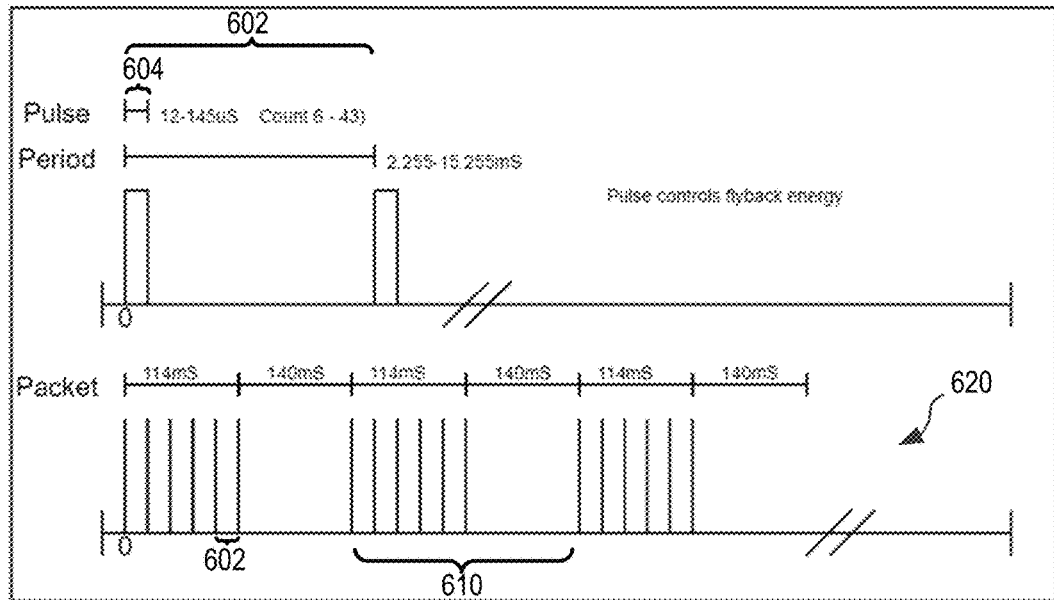 602
604
Pulse 12-145uS Count 6 - 43)
Period 2.255-15.255mS
Pulse controls flyback energy
0
Packet 114mS 140mS 114mS 140mS 114mS 140mS
620
0
602
610